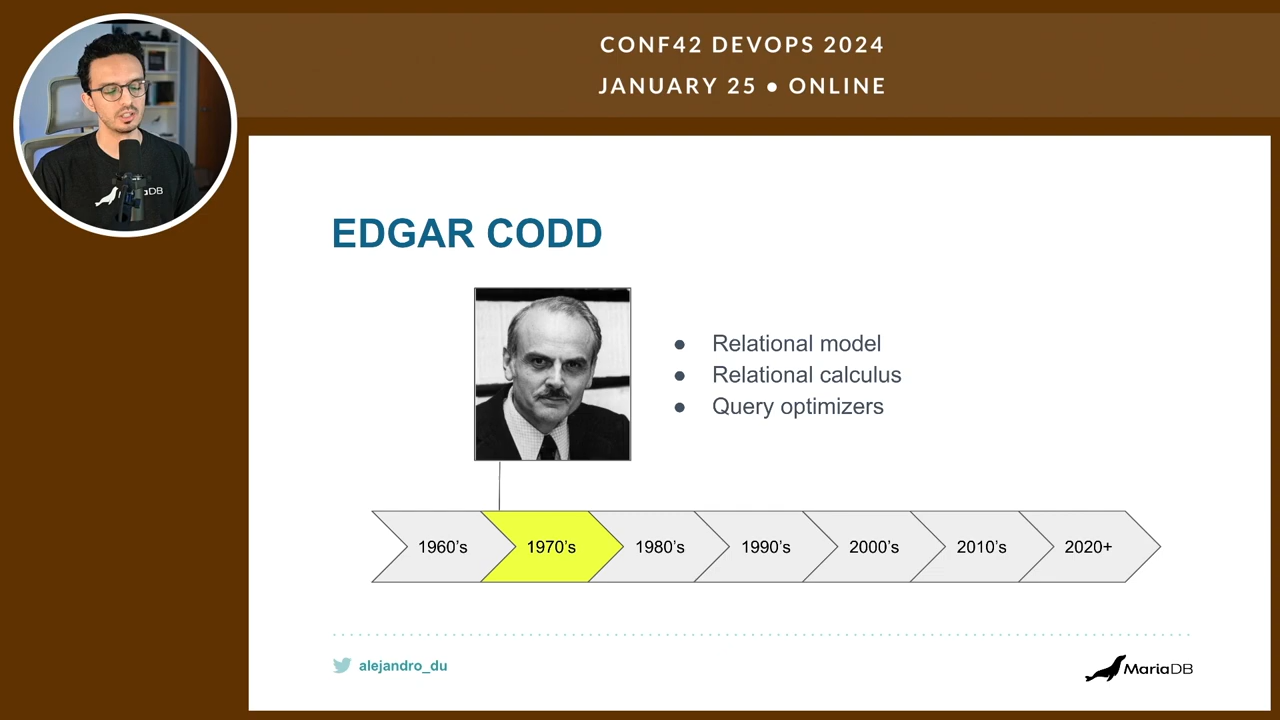 CONF42 DEVOPS 2024
JANUARY 25 ● ONLINE
EDGAR CODD
● Relational model
● Relational calculus
● Query optimizers
1960's 1970's 1980's 1990's 2000's 2010's 2020+
alejandro_du
MariaDB